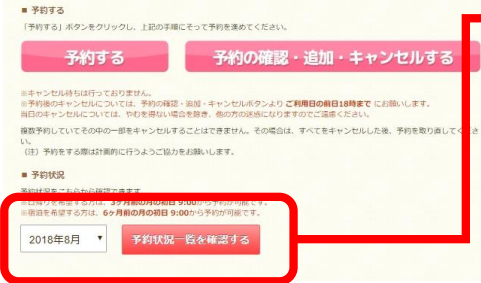 ■ 予約する
「予約する」ボタンをクリックし、上記の手順にそって予約を進めてください。
予約する 予約の確認・追加・キャンセルする
※キャンセル待ちは行っておりません。
※予約後のキャンセルについては、予約の確認・追加・キャンセルボタンより ご利用日の前日18時まで にお願いします。
当日のキャンセルについては、やむを得ない場合を除き、他の方の迷惑になりますのでご遠慮ください。
複数予約していてその中の一部をキャンセルすることはできません。その場合は、すべてをキャンセルした後、予約を取り直してくださ
い。
（注）予約をする際は計画的に行うようご協力をお願いします。
■ 予約状況
予約状況をこちらから確認できます。
※日帰りを希望する方は、3ヶ月前の月の初日 9:00から予約が可能です。
※宿泊を希望する方は、6ヶ月前の月の初日 9:00から予約が可能です。
2018年8月 ▼ 予約状況一覧を確認する